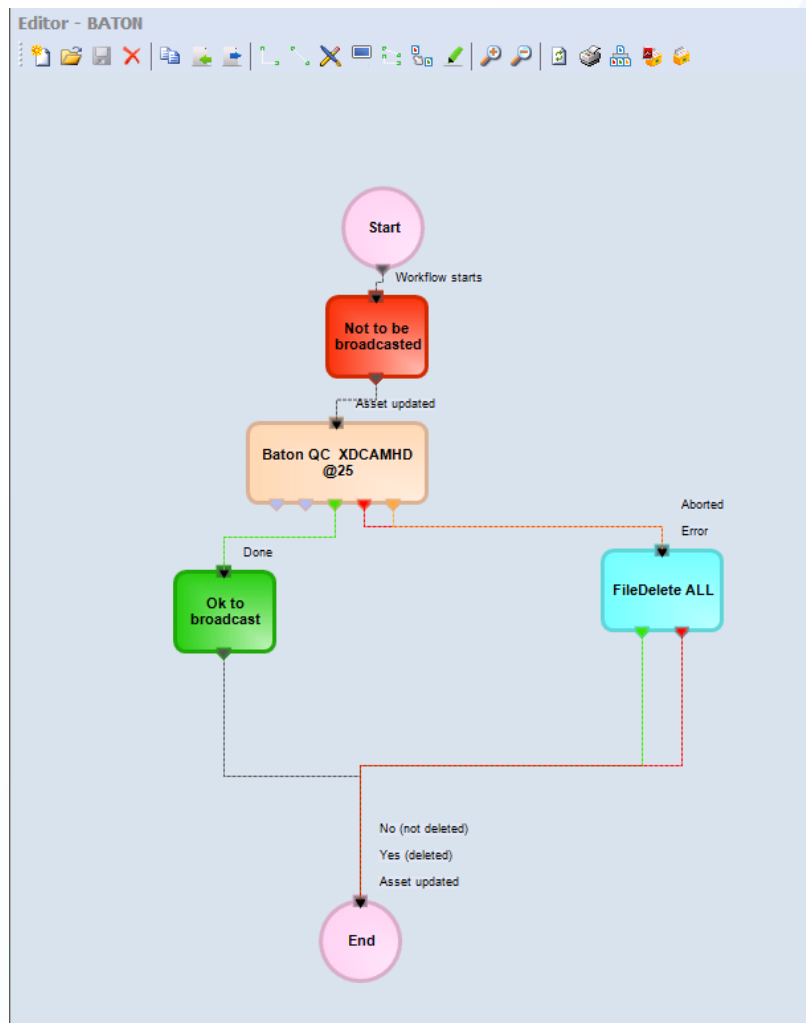 Editor - BATON
Start
Workflow starts
Not to be
broadcasted
Asset updated
Baton QC XDCAMHD
@25
Aborted
Error
Done
FileDelete ALL
Ok to
broadcast
No (not deleted)
Yes (deleted)
Asset updated
End